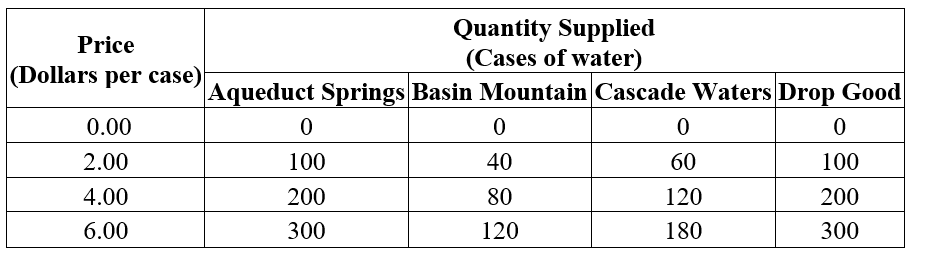 Price
(Dollars per case)
Quantity Supplied
(Cases of water)
Aqueduct Springs Basin Mountain Cascade Waters Drop Good
0.00 0 0 0 0
2.00 100 40 60 100
4.00 200 80 120 200
6.00 300 120 180 300